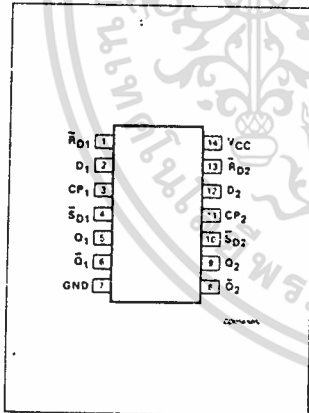 R̄D1 1
D1 2
CP1 3
S̄D1 4
Q1 5
Q̄1 6
GND 7
14 VCC
13 R̄D2
12 D2
11 CP2
10 S̄D2
9 Q2
8 Q̄2